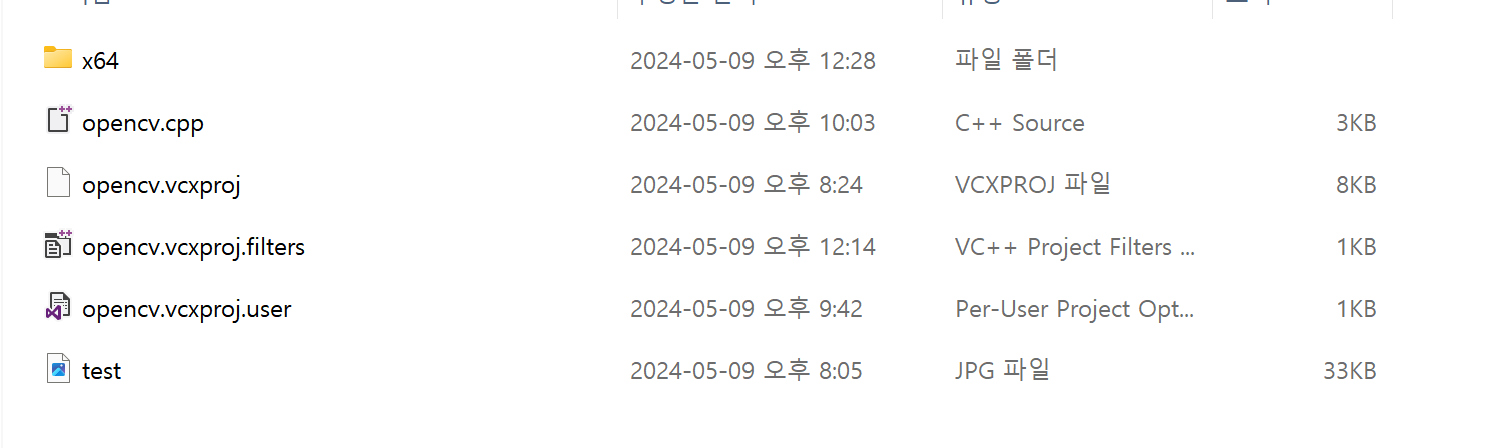 x64 2024-05-09 오후 12:28 파일 폴더
opencv.cpp 2024-05-09 오후 10:03 C++ Source 3KB
opencv.vcxproj 2024-05-09 오후 8:24 VCXPROJ 파일 8KB
opencv.vcxproj.filters 2024-05-09 오후 12:14 VC++ Project Filters ... 1KB
opencv.vcxproj.user 2024-05-09 오후 9:42 Per-User Project Opt... 1KB
test 2024-05-09 오후 8:05 JPG 파일 33KB